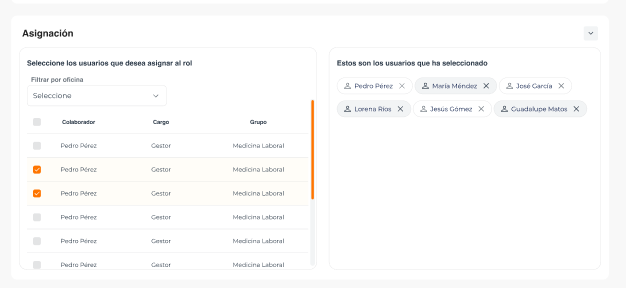 Asignación
Seleccione los usuarios que desea asignar al rol
Filtrar por oficina
Seleccione
Colaborador Cargo Grupo
Pedro Pérez Gestor Medicina Laboral
Pedro Pérez Gestor Medicina Laboral
Pedro Pérez Gestor Medicina Laboral
Pedro Pérez Gestor Medicina Laboral
Pedro Pérez Gestor Medicina Laboral
Pedro Pérez Gestor Medicina Laboral
Estos son los usuarios que ha seleccionado
Pedro Pérez María Méndez José García
Lorena Ríos Jesús Gómez Guadalupe Matos